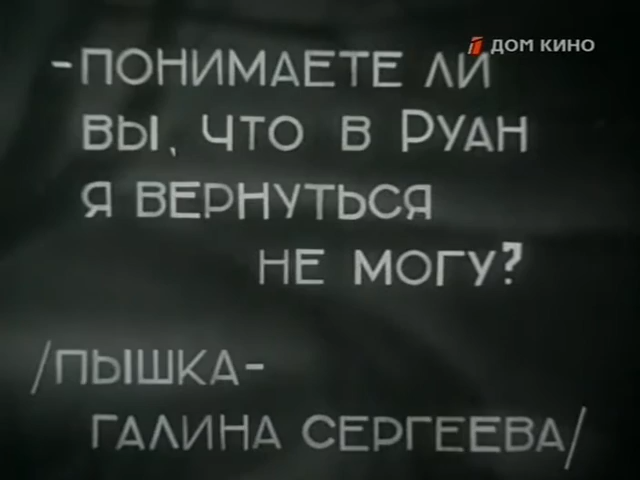 ДОМ КИНО
-ПОНИМАЕТЕ ЛИ
ВЫ, ЧТО В РУАН
Я ВЕРНУТЬСЯ
НЕ МОГУ?
/ПЫШКА-
ГАЛИНА СЕРГЕЕВА/